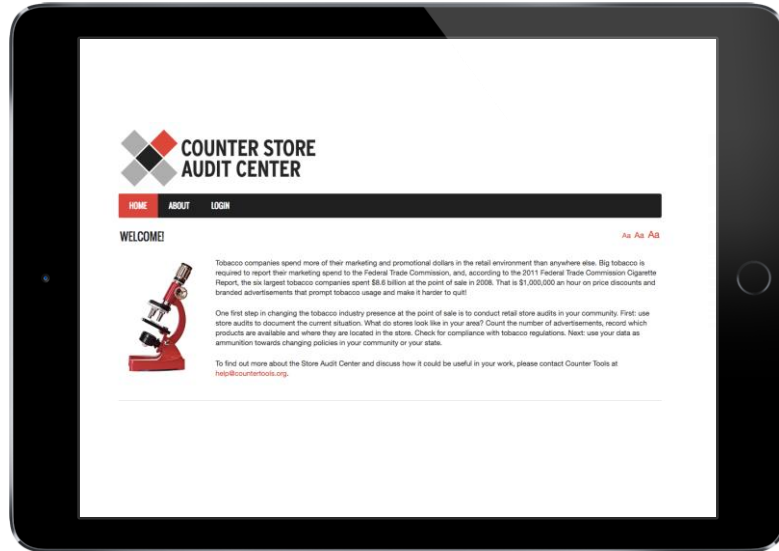 COUNTER STORE
AUDIT CENTER
HOME ABOUT LOGIN
WELCOME!
Aa Aa Aa
Tobacco companies spend more of their marketing and promotional dollars in the retail environment than anywhere else. Big tobacco is
required to report their marketing spend to the Federal Trade Commission, and, according to the 2011 Federal Trade Commission Cigarette
Report, the six largest tobacco companies spent $8.6 billion at the point of sale in 2008. That is $1,000,000 an hour on price discounts and
branded advertisements that prompt tobacco usage and make it harder to quit!
One first step in changing the tobacco industry presence at the point of sale is to conduct retail store audits in your community. First: use
store audits to document the current situation. What do stores look like in your area? Count the number of advertisements, record which
products are available and where they are located in the store. Check for compliance with tobacco regulations. Next: use your data as
ammunition towards changing policies in your community or your state.
To find out more about the Store Audit Center and discuss how it could be useful in your work, please contact Counter Tools at
help@countertools.org.